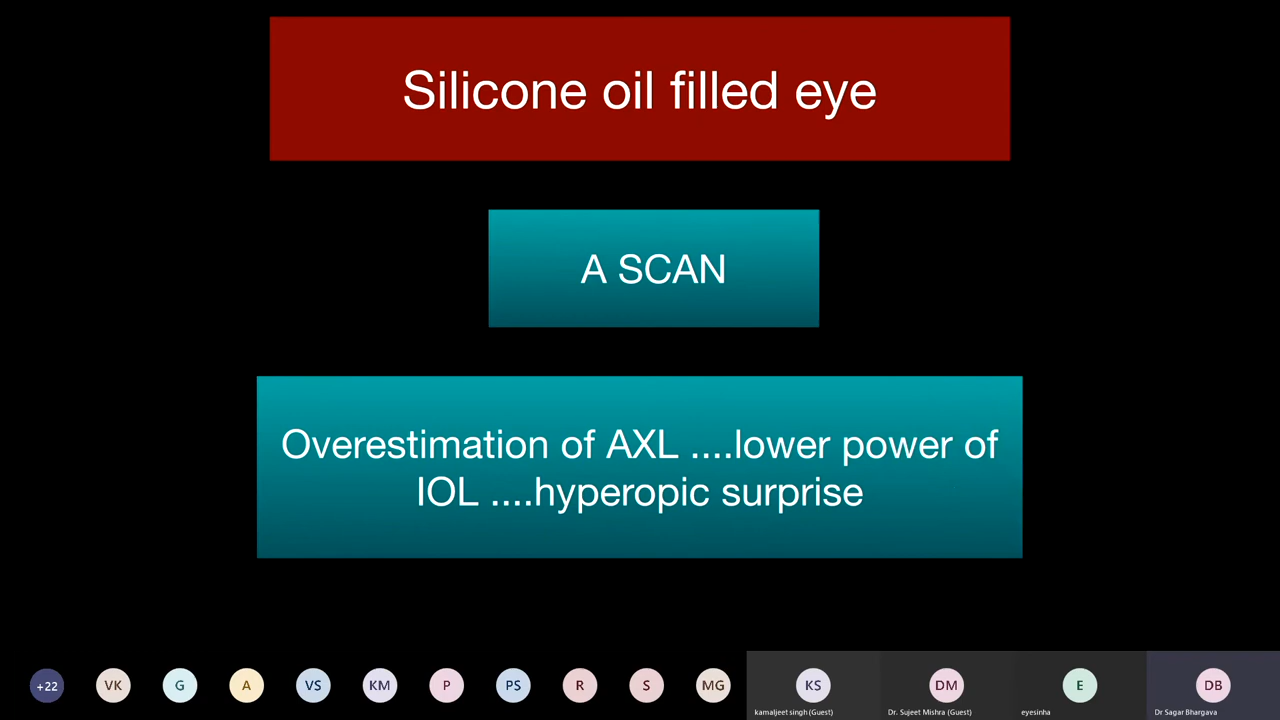 Silicone oil filled eye
A SCAN
Overestimation of AXL ....lower power of
IOL ....hyperopic surprise
+22
VK
G
A
VS
KM
P
PS
R
S
MG
KS
DM
E
DB
kamaljeet singh (Guest)
Dr. Sujeet Mishra (Guest)
eyesinha
Dr Sagar Bhargava